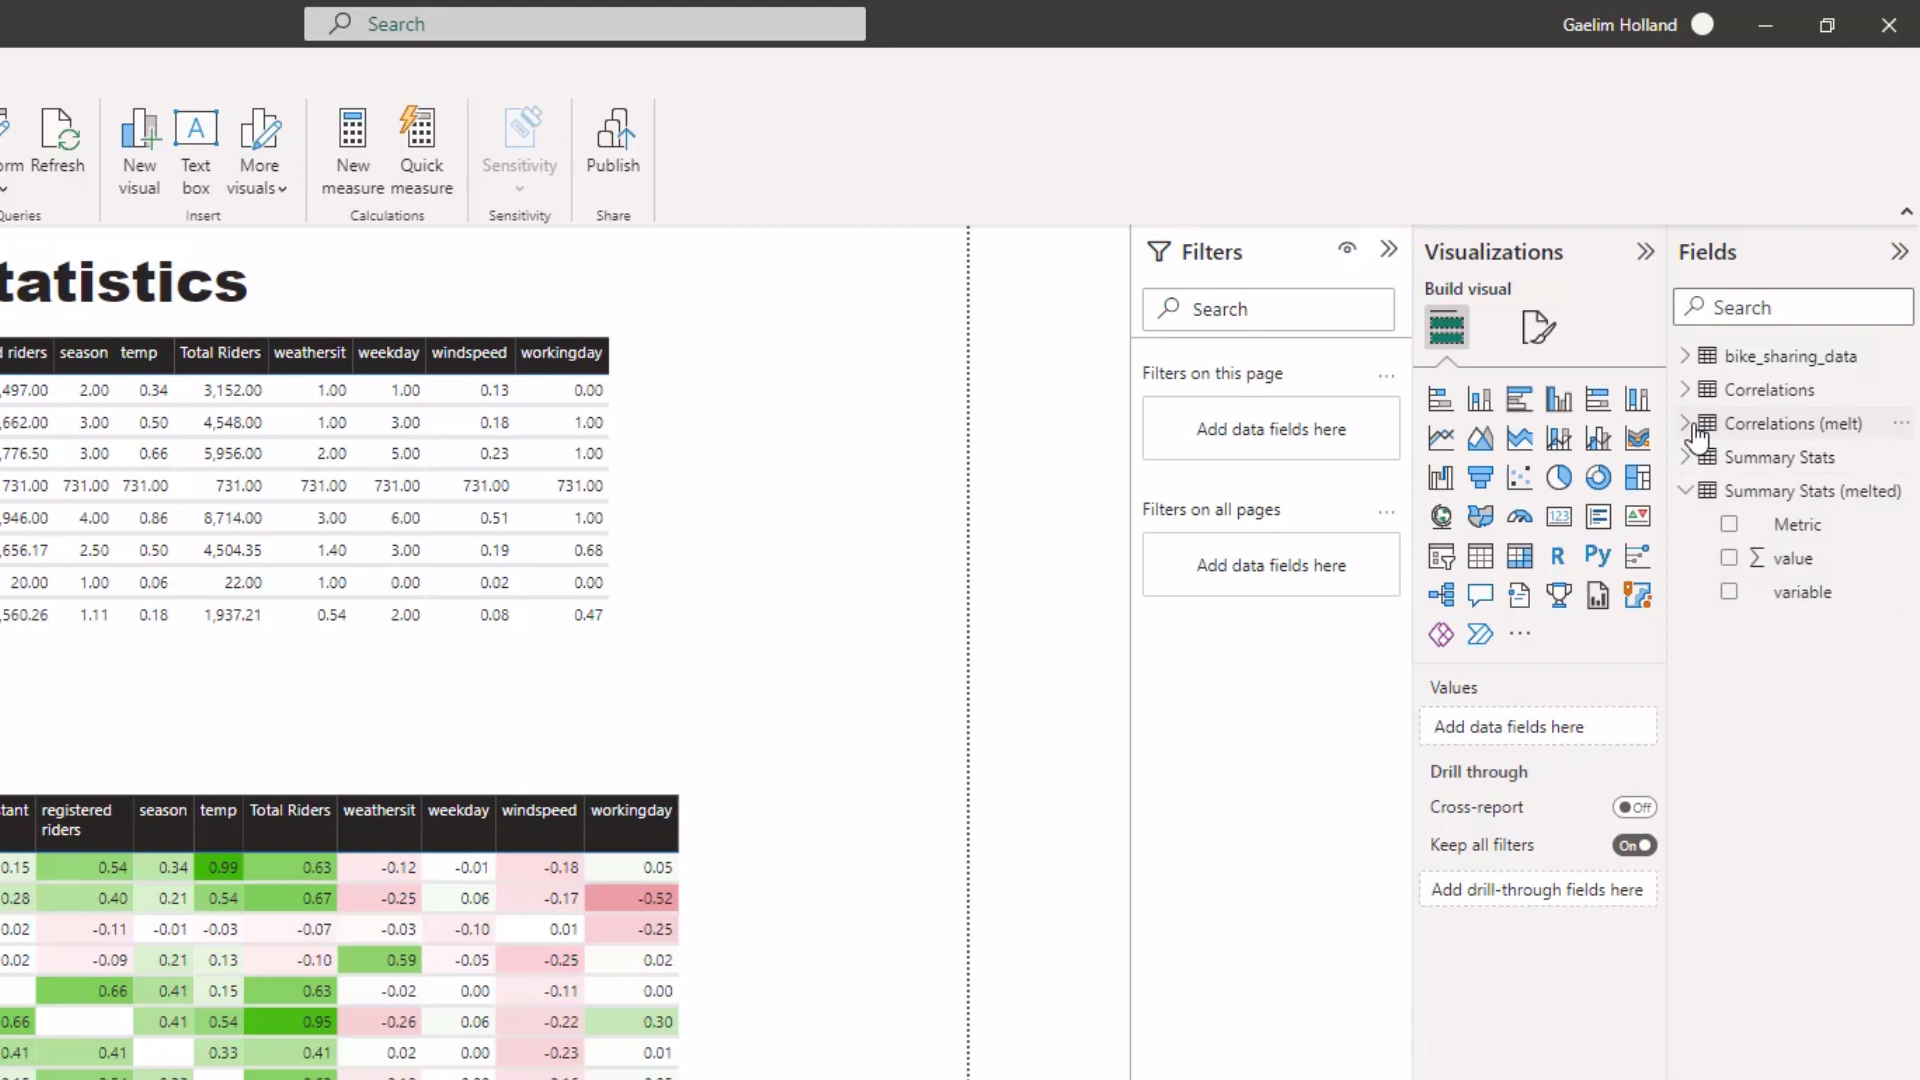 Search
Gaelim Holland
orm Refresh
New visual
Text box
More visuals
New measure
Quick measure
Sensitivity
Publish
Queries
Insert
Calculations
Sensitivity
Share
tatistics
d riders season temp Total Riders weathersit weekday windspeed workingday
,497.00 2.00 0.34 3,152.00 1.00 1.00 0.13 0.00
,662.00 3.00 0.50 4,548.00 1.00 3.00 0.18 1.00
,776.50 3.00 0.66 5,956.00 2.00 5.00 0.23 1.00
731.00 731.00 731.00 731.00 731.00 731.00 731.00 731.00
,946.00 4.00 0.86 8,714.00 3.00 6.00 0.51 1.00
,656.17 2.50 0.50 4,504.35 1.40 3.00 0.19 0.68
20.00 1.00 0.06 22.00 1.00 0.00 0.02 0.00
,560.26 1.11 0.18 1,937.21 0.54 2.00 0.08 0.47
tant registered riders season temp Total Riders weathersit weekday windspeed workingday
0.15 0.54 0.34 0.99 0.63 -0.12 -0.01 -0.18 0.05
0.28 0.40 0.21 0.54 0.67 -0.25 0.06 -0.17 -0.52
0.02 -0.11 -0.01 -0.03 -0.07 -0.03 -0.10 0.01 -0.25
0.02 -0.09 0.21 0.13 -0.10 0.59 -0.05 -0.25 0.02
0.66 0.41 0.15 0.63 -0.02 0.00 -0.11 0.00
0.66 0.41 0.54 0.95 -0.26 0.06 -0.22 0.30
0.41 0.41 0.33 0.41 0.02 0.00 -0.23 0.01
Filters
Search
Filters on this page ...
Add data fields here
Filters on all pages ...
Add data fields here
Visualizations
Build visual
123
R Py
...
Values
Add data fields here
Drill through
Cross-report Off
Keep all filters On
Add drill-through fields here
Fields
Search
bike_sharing_data
Correlations
Correlations (melt) ...
Summary Stats
Summary Stats (melted)
Metric
∑ value
variable